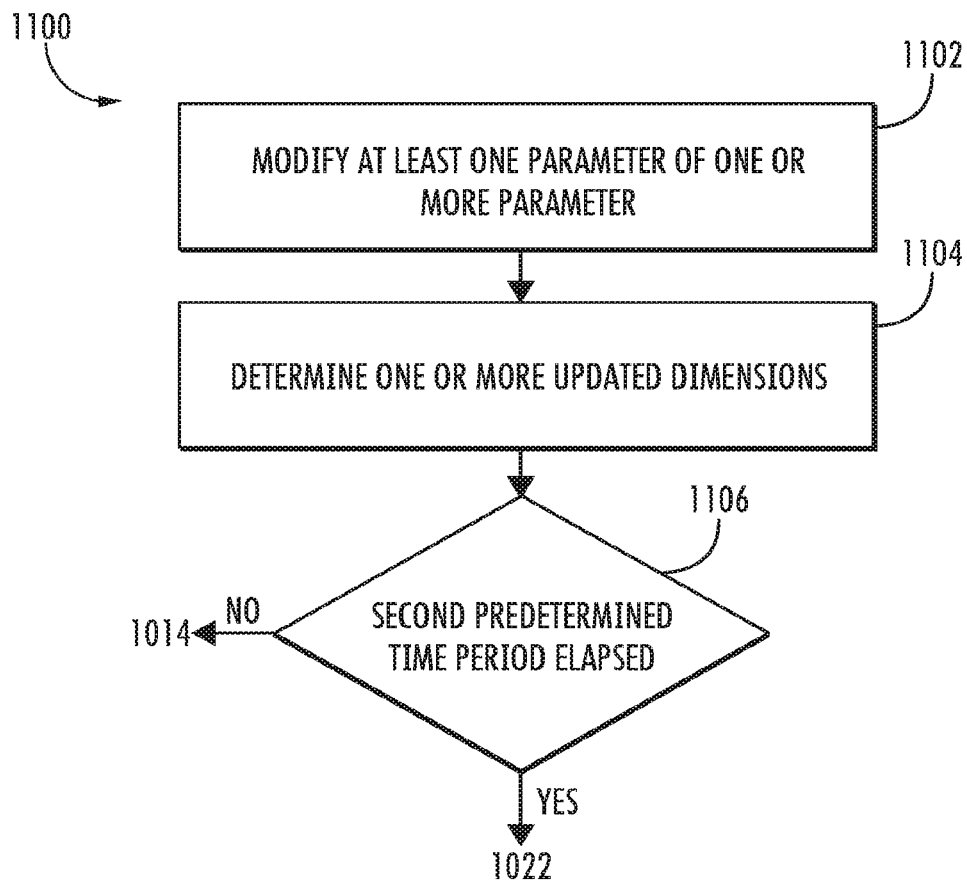 1100
1102
MODIFY AT LEAST ONE PARAMETER OF ONE OR
MORE PARAMETER
1104
DETERMINE ONE OR MORE UPDATED DIMENSIONS
1106
SECOND PREDETERMINED
TIME PERIOD ELAPSED
NO
1014
YES
1022